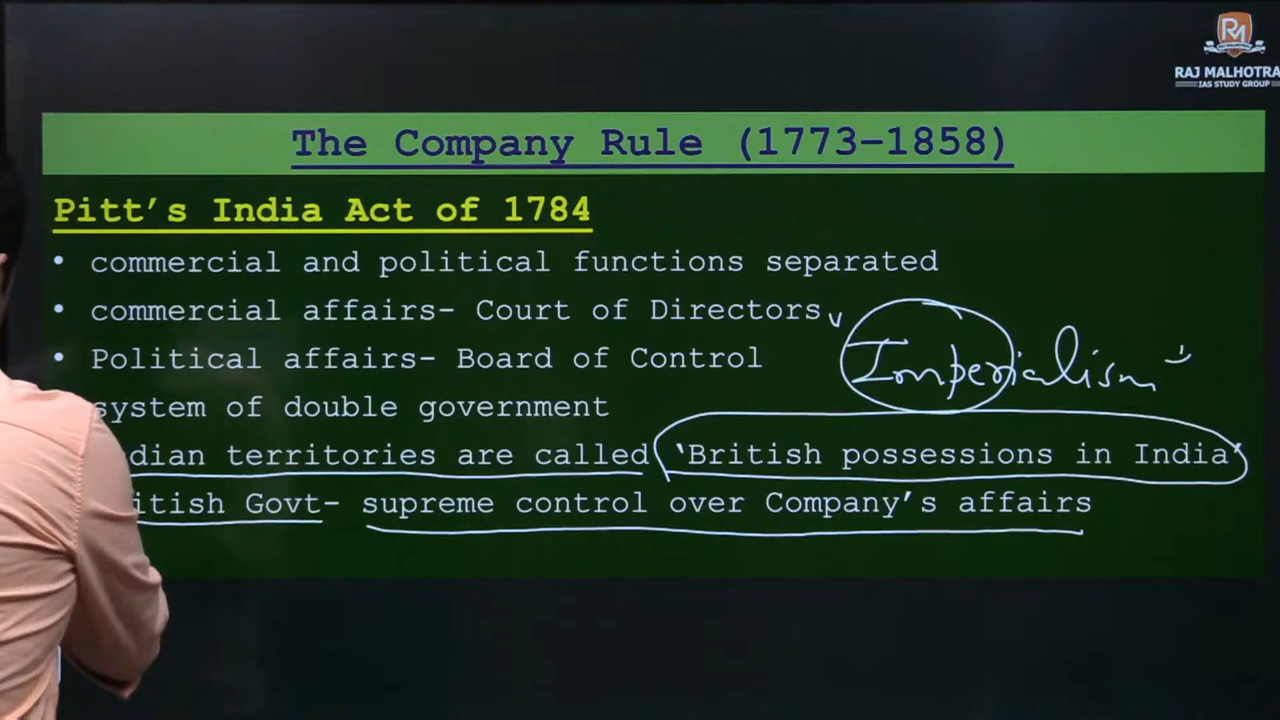 RAJ MALHOTRA
IAS STUDY GROUP
The Company Rule (1773–1858)
Pitt’s India Act of 1784
• commercial and political functions separated
• commercial affairs- Court of Directors
• Political affairs- Board of Control
Imperialism
system of double government
dian territories are called ‘British possessions in India’
itish Govt- supreme control over Company’s affairs